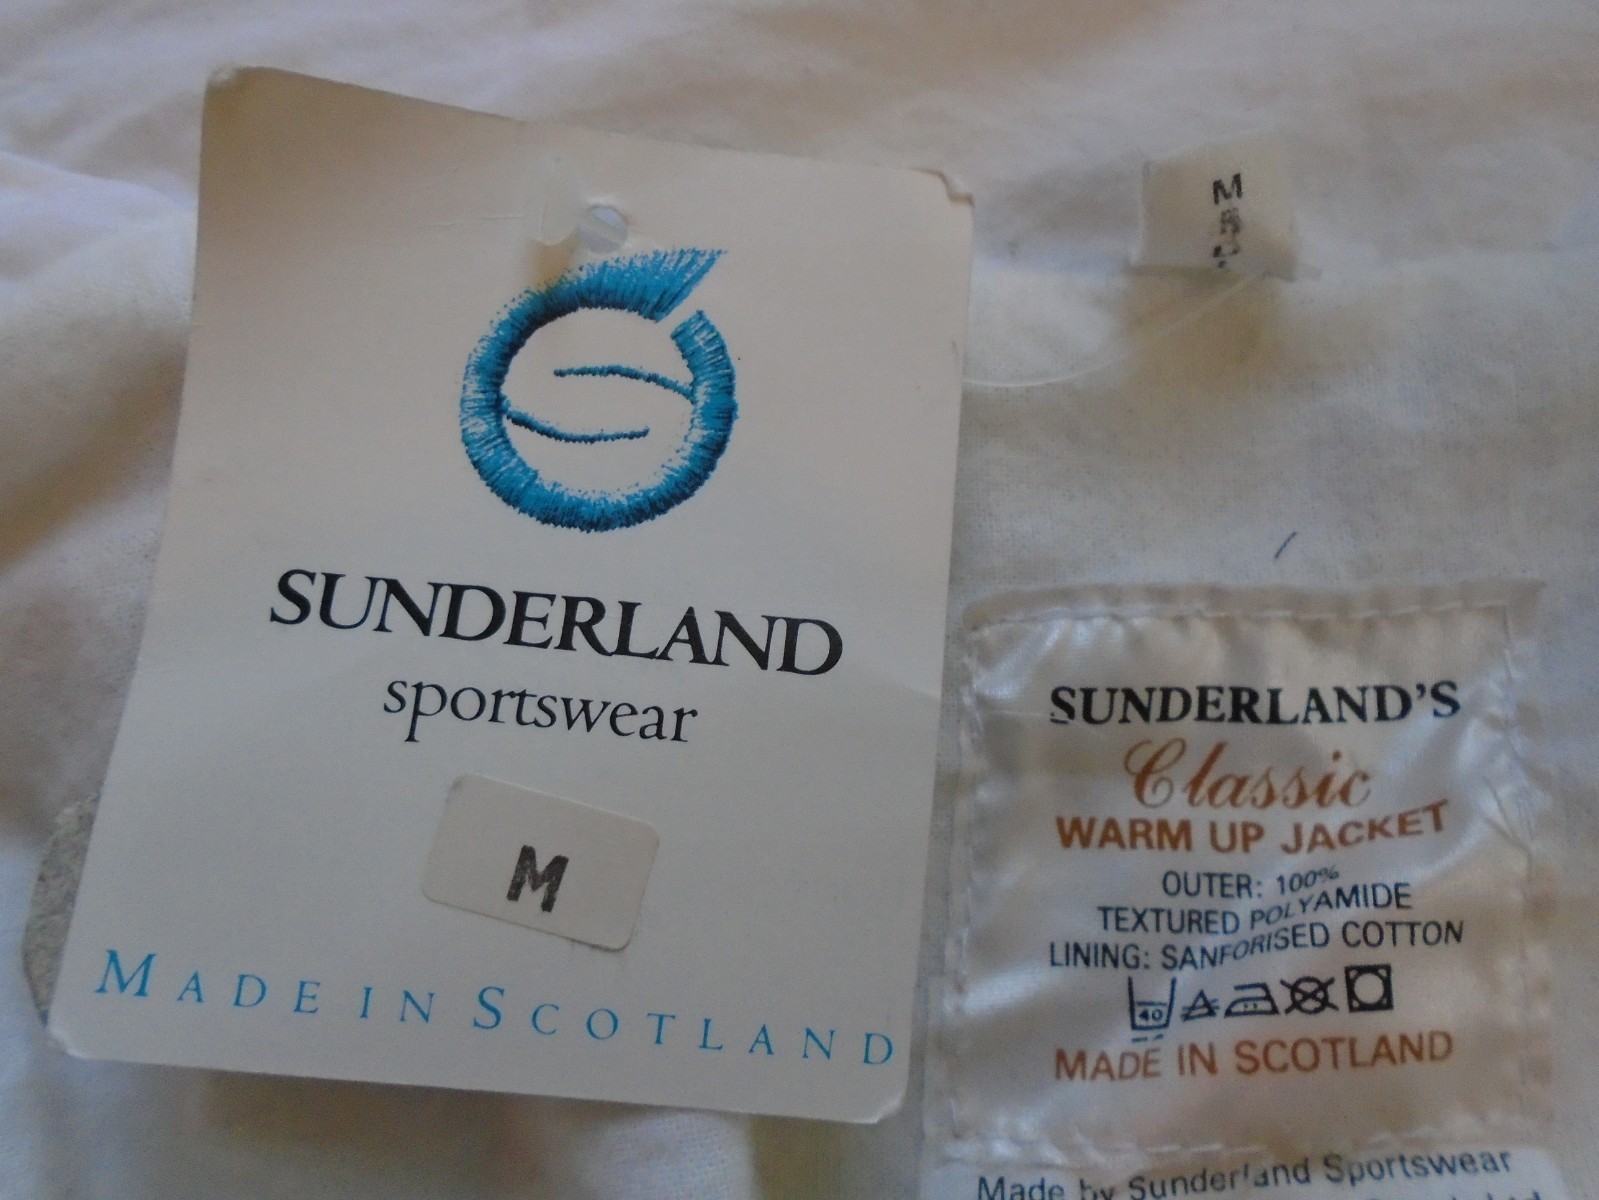 SUNDERLAND
sportswear
M
MADE IN SCOTLAND
M
SUNDERLAND'S
Classic
WARM UP JACKET
OUTER: 100%
TEXTURED POLYAMIDE
LINING: SANFORISED COTTON
40
MADE IN SCOTLAND
Made by Sunderland Sportswear